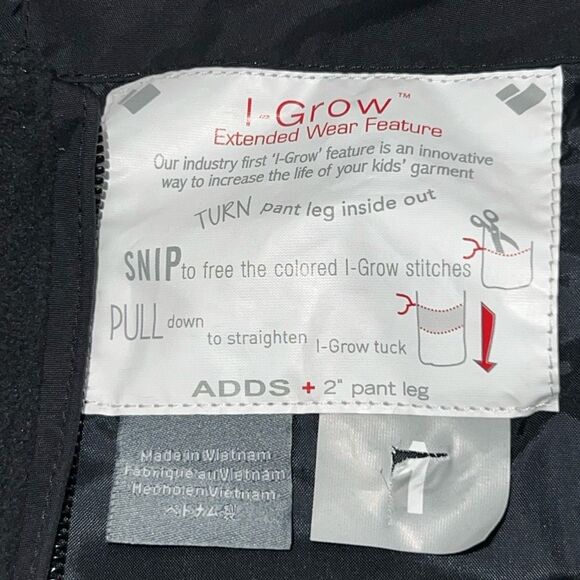 I-Grow™
Extended Wear Feature
Our industry first 'I-Grow' feature is an innovative
way to increase the life of your kids' garment
TURN pant leg inside out
SNIP to free the colored I-Grow stitches
PULL down
to straighten I-Grow tuck
ADDS + 2" pant leg
Made in Vietnam
Fabriqué au Vietnam
Hecho en Vietnam
ベトナム製